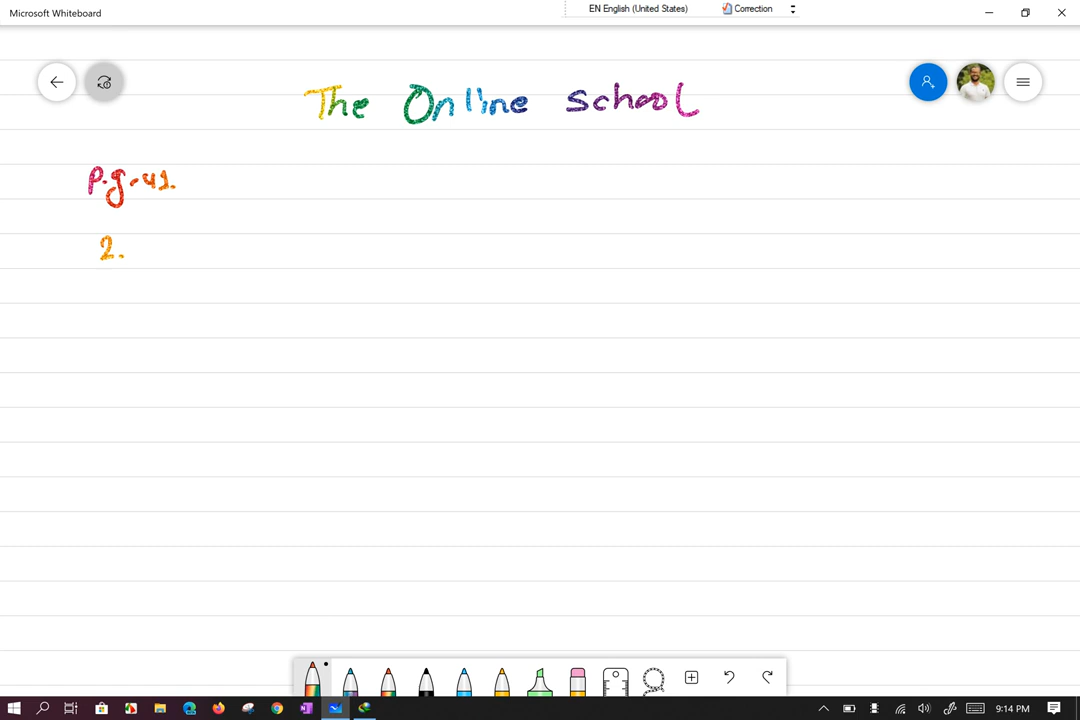 Microsoft Whiteboard
EN English (United States) Correction
The Online School
P.g-41.
2.
9:14 PM